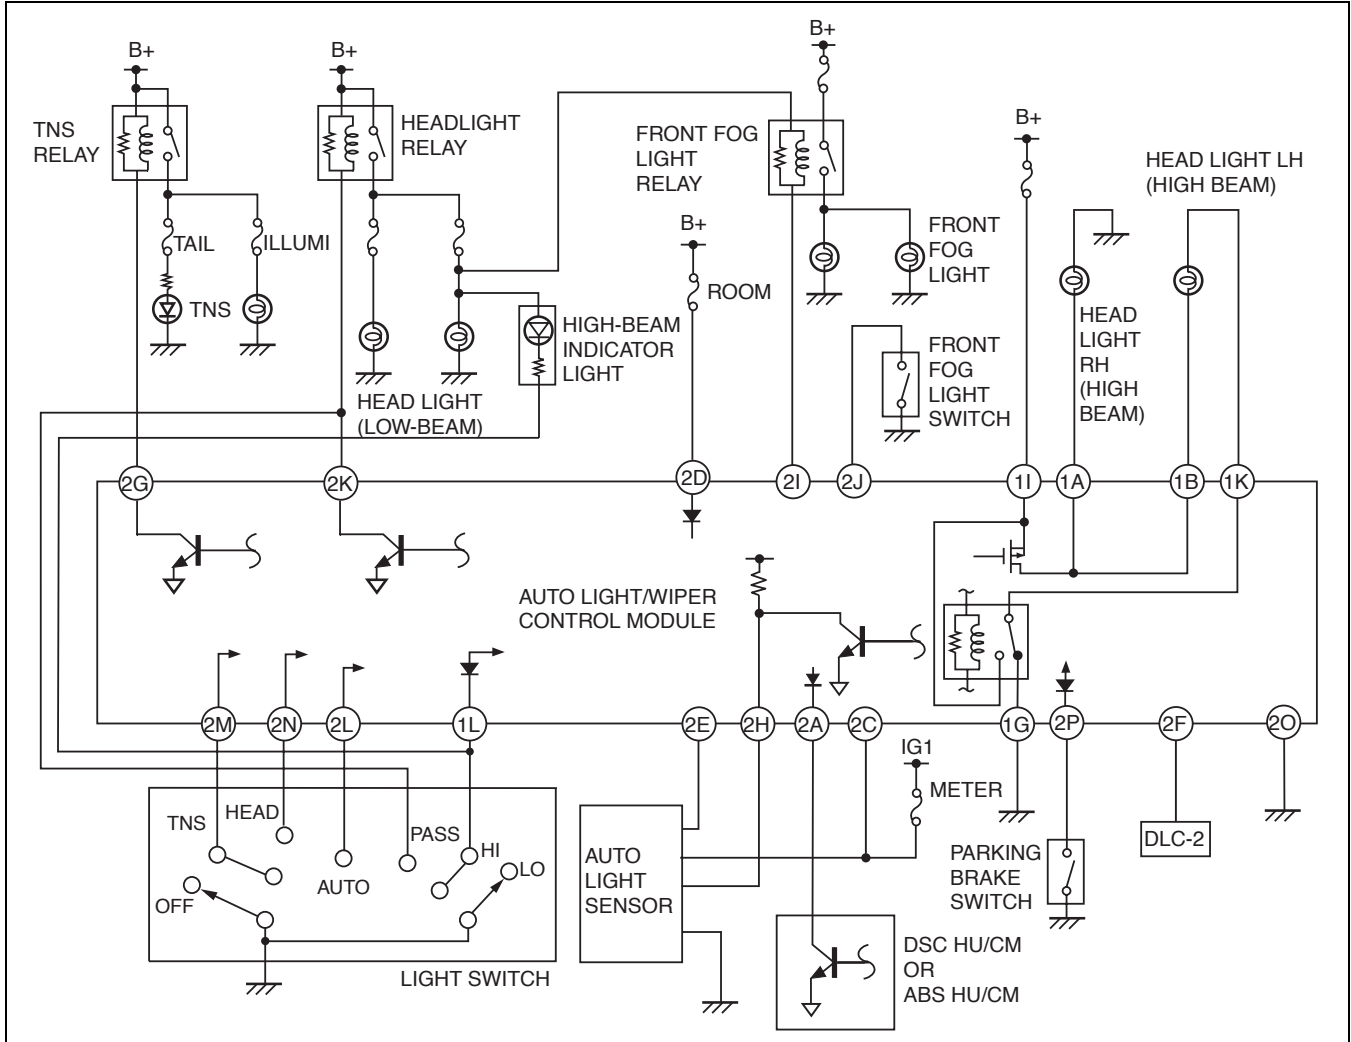 B+
B+
B+
B+
B+
TNS
RELAY
HEADLIGHT
RELAY
FRONT FOG
LIGHT
RELAY
HEAD LIGHT LH
(HIGH BEAM)
TAIL
ILLUMI
TNS
ROOM
FRONT
FOG
LIGHT
HIGH-BEAM
INDICATOR
LIGHT
HEAD LIGHT
(LOW-BEAM)
FRONT
FOG
LIGHT
SWITCH
HEAD
LIGHT
RH
(HIGH
BEAM)
2G
2K
2D
2I
2J
1I
1A
1B
1K
AUTO LIGHT/WIPER
CONTROL MODULE
2M
2N
2L
1L
2E
2H
2A
2C
1G
2P
2F
2O
IG1
METER
TNS
HEAD
AUTO
PASS
HI
LO
OFF
LIGHT SWITCH
AUTO
LIGHT
SENSOR
PARKING
BRAKE
SWITCH
DLC-2
DSC HU/CM
OR
ABS HU/CM